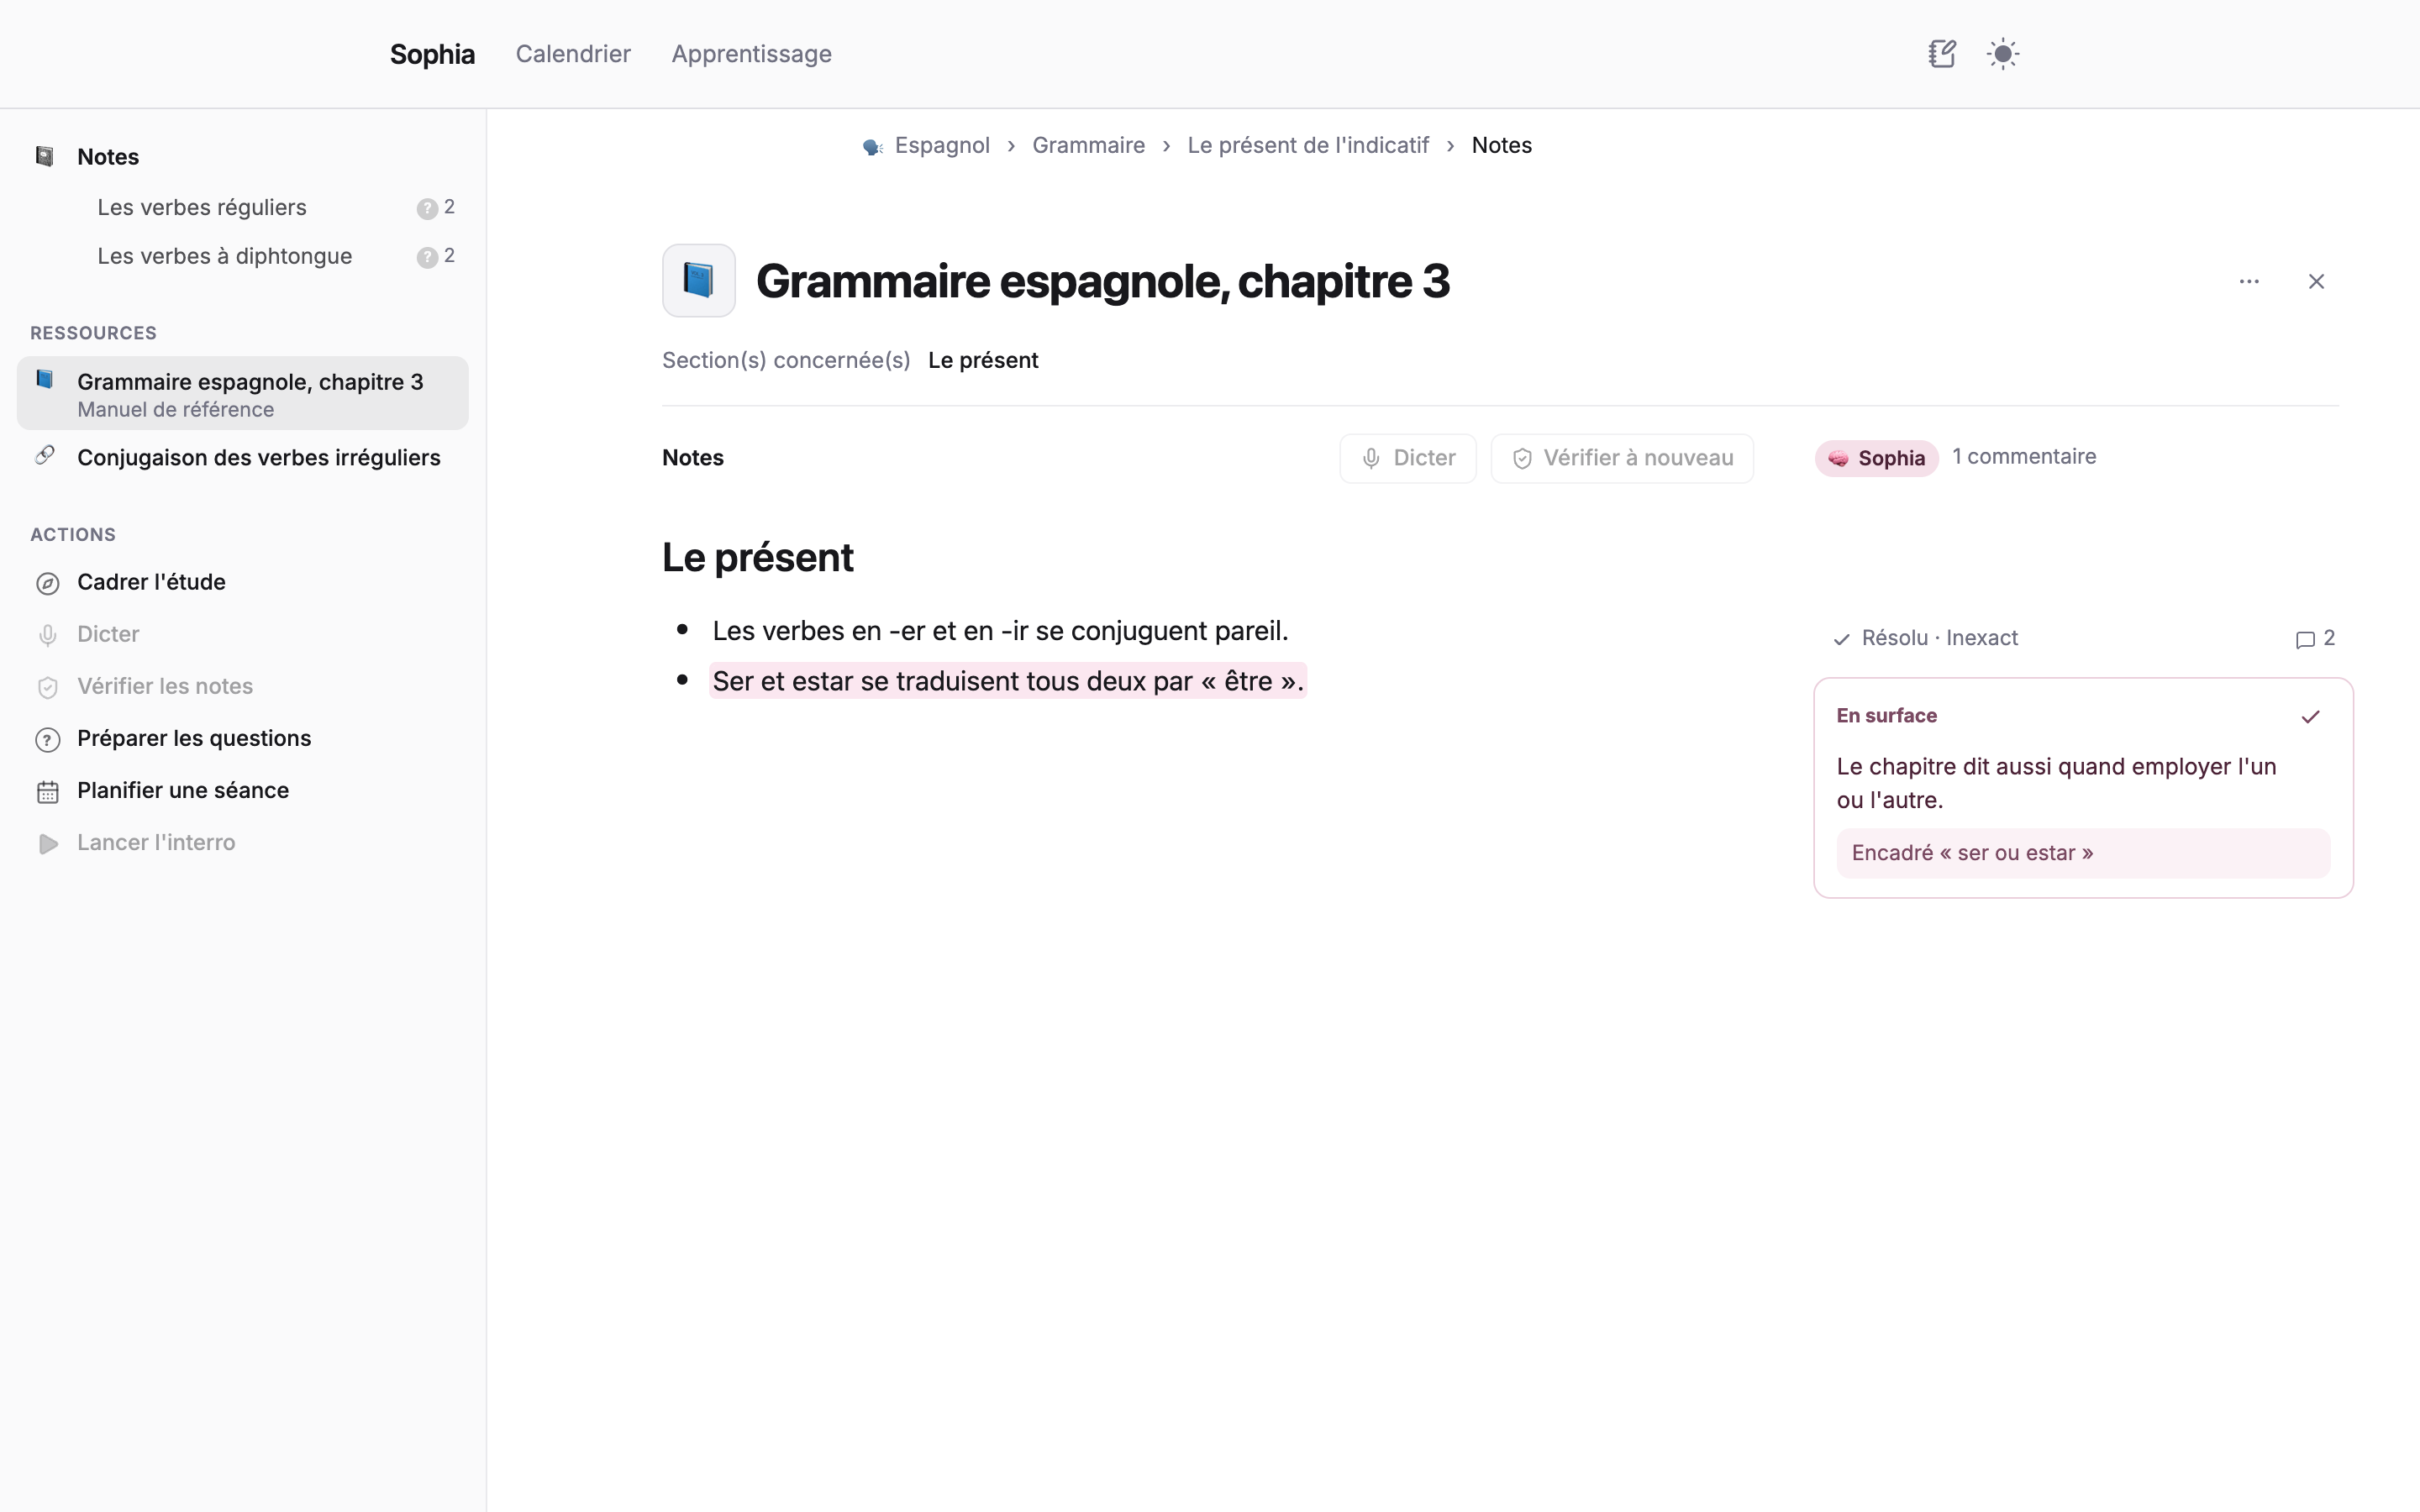 Sophia
Calendrier
Apprentissage
Notes
Les verbes réguliers ? 2
Les verbes à diphtongue ? 2
RESSOURCES
Grammaire espagnole, chapitre 3
Manuel de référence
Conjugaison des verbes irréguliers
ACTIONS
Cadrer l'étude
Dicter
Vérifier les notes
Préparer les questions
Planifier une séance
Lancer l'interro
Espagnol › Grammaire › Le présent de l'indicatif › Notes
Grammaire espagnole, chapitre 3
Section(s) concernée(s) Le présent
Notes
Dicter
Vérifier à nouveau
Sophia 1 commentaire
Le présent
• Les verbes en -er et en -ir se conjuguent pareil.
• Ser et estar se traduisent tous deux par « être ».
Résolu · Inexact 2
En surface
Le chapitre dit aussi quand employer l'un
ou l'autre.
Encadré « ser ou estar »